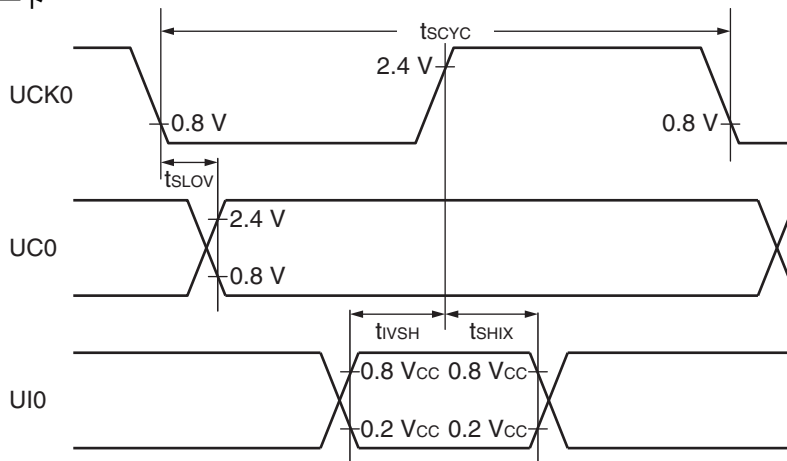 tSCYC
2.4 V
UCK0
0.8 V
0.8 V
tSLOV
2.4 V
UC0
0.8 V
tIVSH
tSHIX
0.8 VCC
0.8 VCC
UI0
0.2 VCC
0.2 VCC